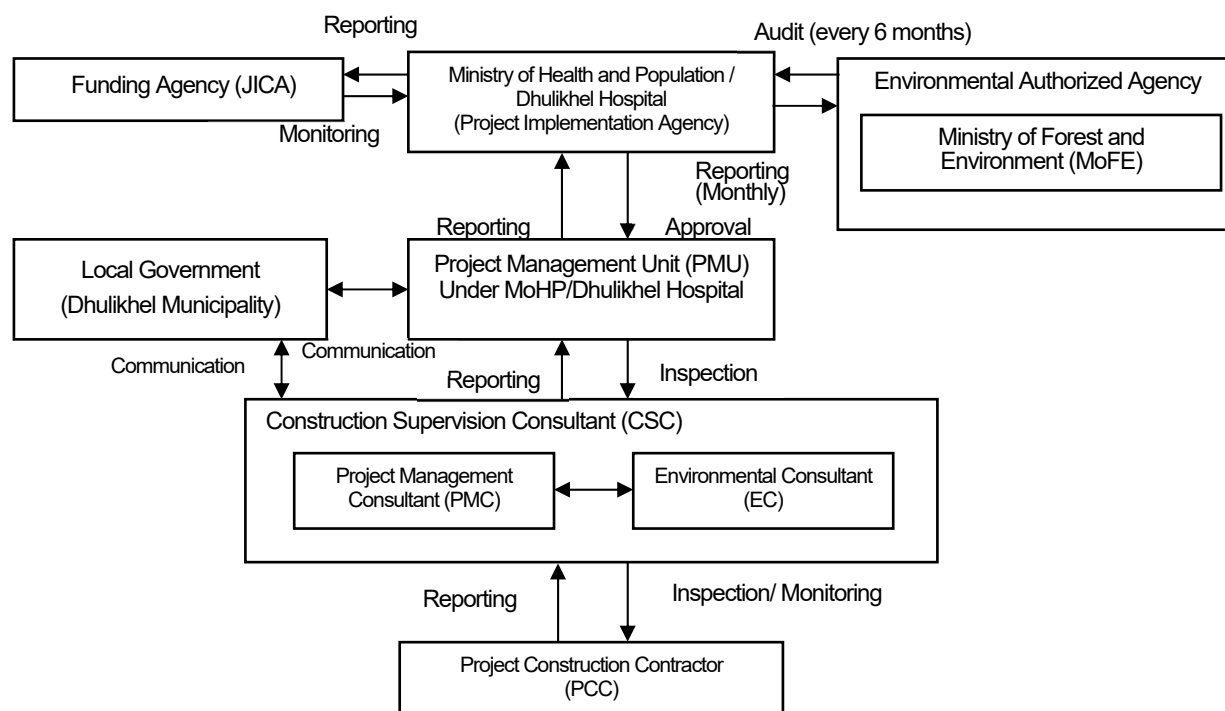 Reporting
Audit (every 6 months)
Funding Agency (JICA)
Ministry of Health and Population /
Dhulikhel Hospital
(Project Implementation Agency)
Environmental Authorized Agency
Ministry of Forest and
Environment (MoFE)
Monitoring
Reporting
(Monthly)
Reporting
Approval
Local Government
(Dhulikhel Municipality)
Project Management Unit (PMU)
Under MoHP/Dhulikhel Hospital
Communication
Communication
Reporting
Inspection
Construction Supervision Consultant (CSC)
Project Management
Consultant (PMC)
Environmental Consultant
(EC)
Reporting
Inspection/ Monitoring
Project Construction Contractor
(PCC)